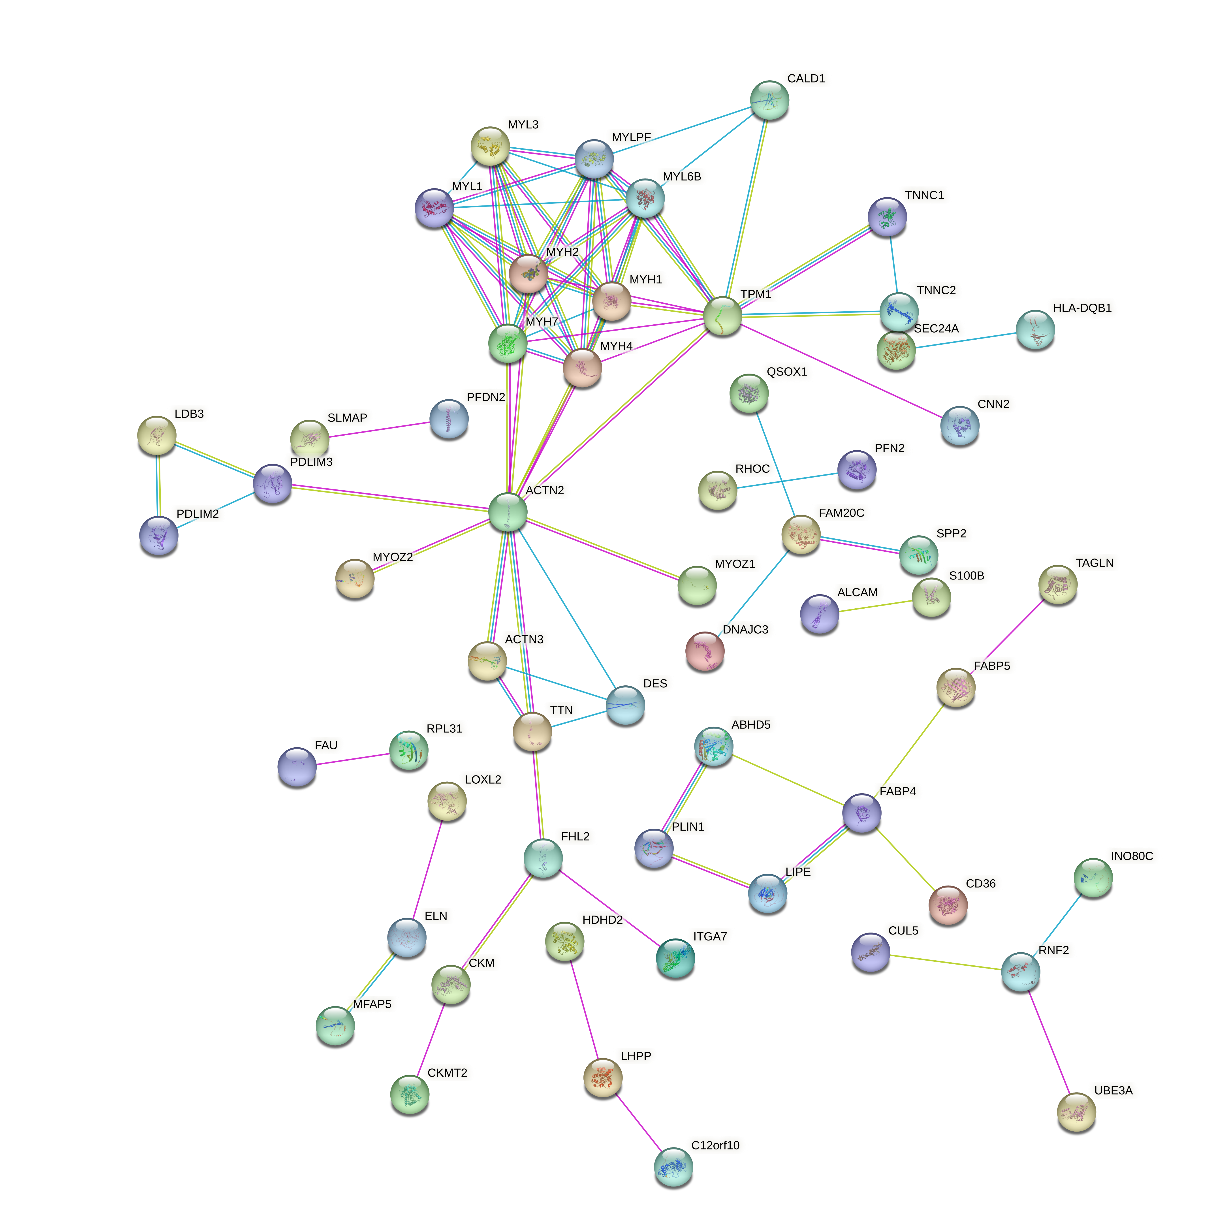 CALD1
MYL3
MYLPF
MYL6B
MYL1
TNNC1
MYH2
MYH1
TPM1
TNNC2
HLA-DQB1
MYH7
SEC24A
MYH4
QSOX1
PFDN2
CNN2
LDB3
SLMAP
PFN2
PDLIM3
RHOC
ACTN2
PDLIM2
FAM20C
SPP2
MYOZ2
MYOZ1
TAGLN
S100B
ALCAM
DNAJC3
ACTN3
FABP5
DES
TTN
ABHD5
RPL31
FAU
LOXL2
FABP4
PLIN1
FHL2
INO80C
LIPE
CD36
ELN
HDHD2
CUL5
ITGA7
RNF2
CKM
MFAP5
LHPP
CKMT2
UBE3A
C12orf10